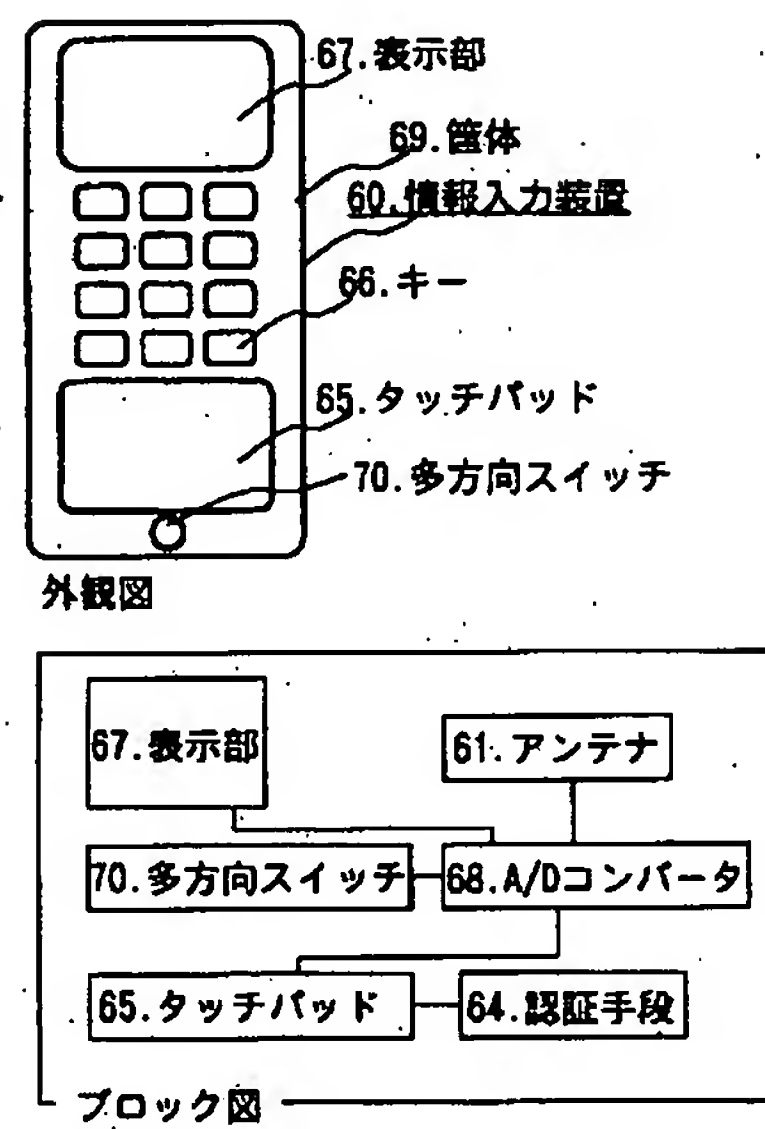 67.表示部
69.筐体
60.情報入力装置
66.キー
65.タッチパッド
70.多方向スイッチ
外観図
67.表示部
61.アンテナ
70.多方向スイッチ
68.A/Dコンバータ
65.タッチパッド
64.認証手段
ブロック図